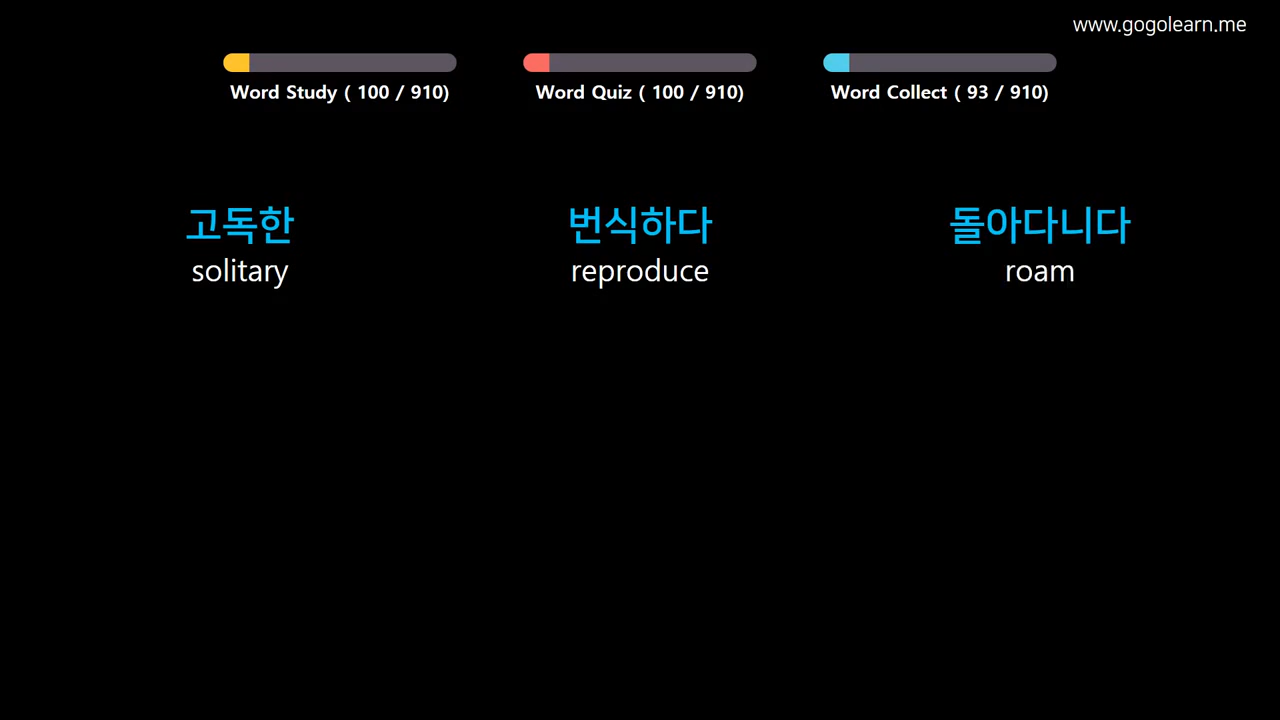 www.gogolearn.me
Word Study ( 100 / 910)
Word Quiz ( 100 / 910)
Word Collect ( 93 / 910)
고독한
solitary
번식하다
reproduce
돌아다니다
roam